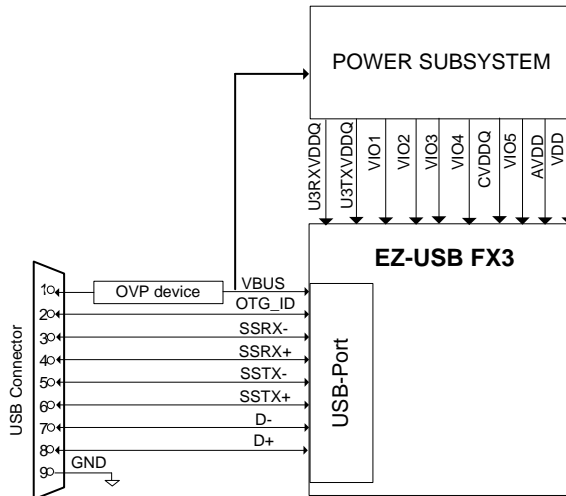 POWER SUBSYSTEM
U3RXVDDQ
U3TXVDDQ
VIO1
VIO2
VIO3
VIO4
CVDDQ
VIO5
AVDD
VDD
EZ-USB FX3
USB-Port
USB Connector
1
OVP device
VBUS
2
OTG_ID
3
SSRX-
4
SSRX+
5
SSTX-
6
SSTX+
7
D-
8
D+
9
GND